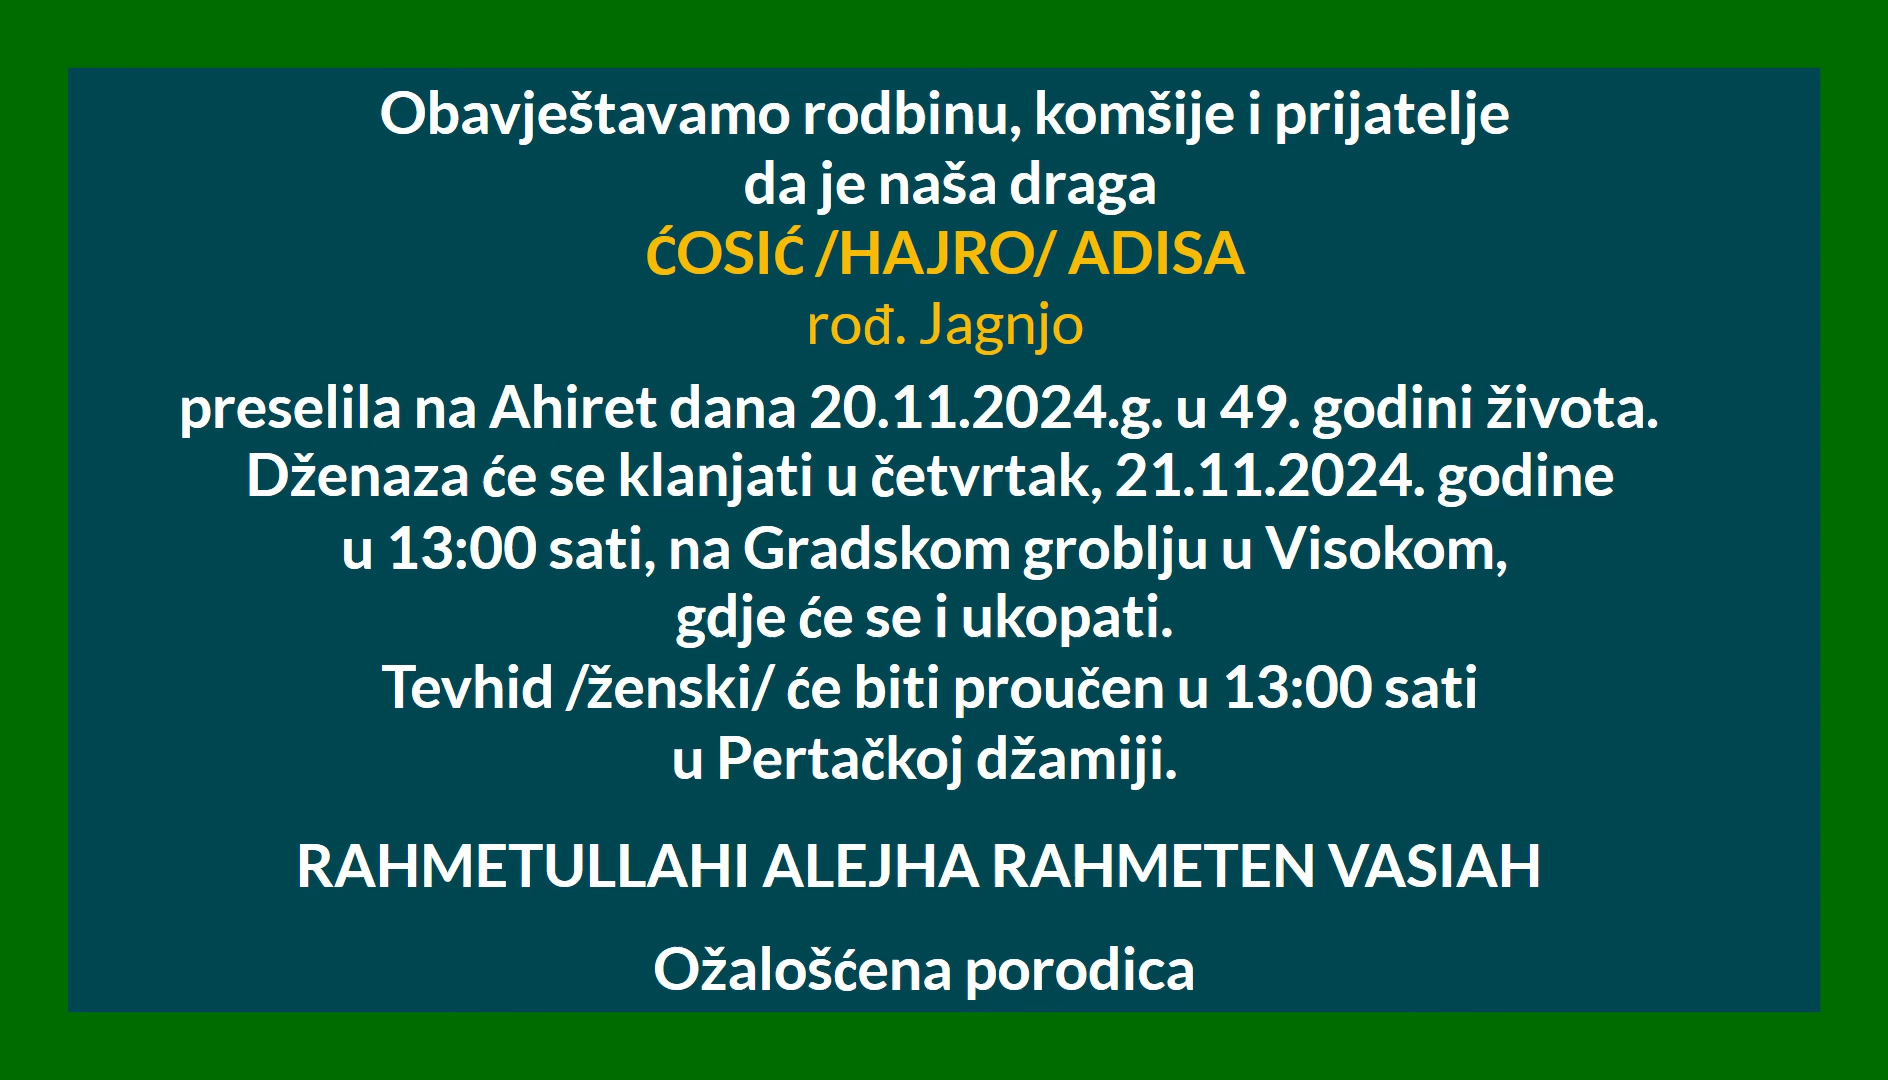 Obavještavamo rodbinu, komšije i prijatelje
da je naša draga
ĆOSIĆ /HAJRO/ ADISA
rođ. Jagnjo
preselila na Ahiret dana 20.11.2024.g. u 49. godini života.
Dženaza će se klanjati u četvrtak, 21.11.2024. godine
u 13:00 sati, na Gradskom groblju u Visokom,
gdje će se i ukopati.
Tevhid /ženski/ će biti proučen u 13:00 sati
u Pertačkoj džamiji.
RAHMETULLAHI ALEJHA RAHMETEN VASIAH
Ožalošćena porodica